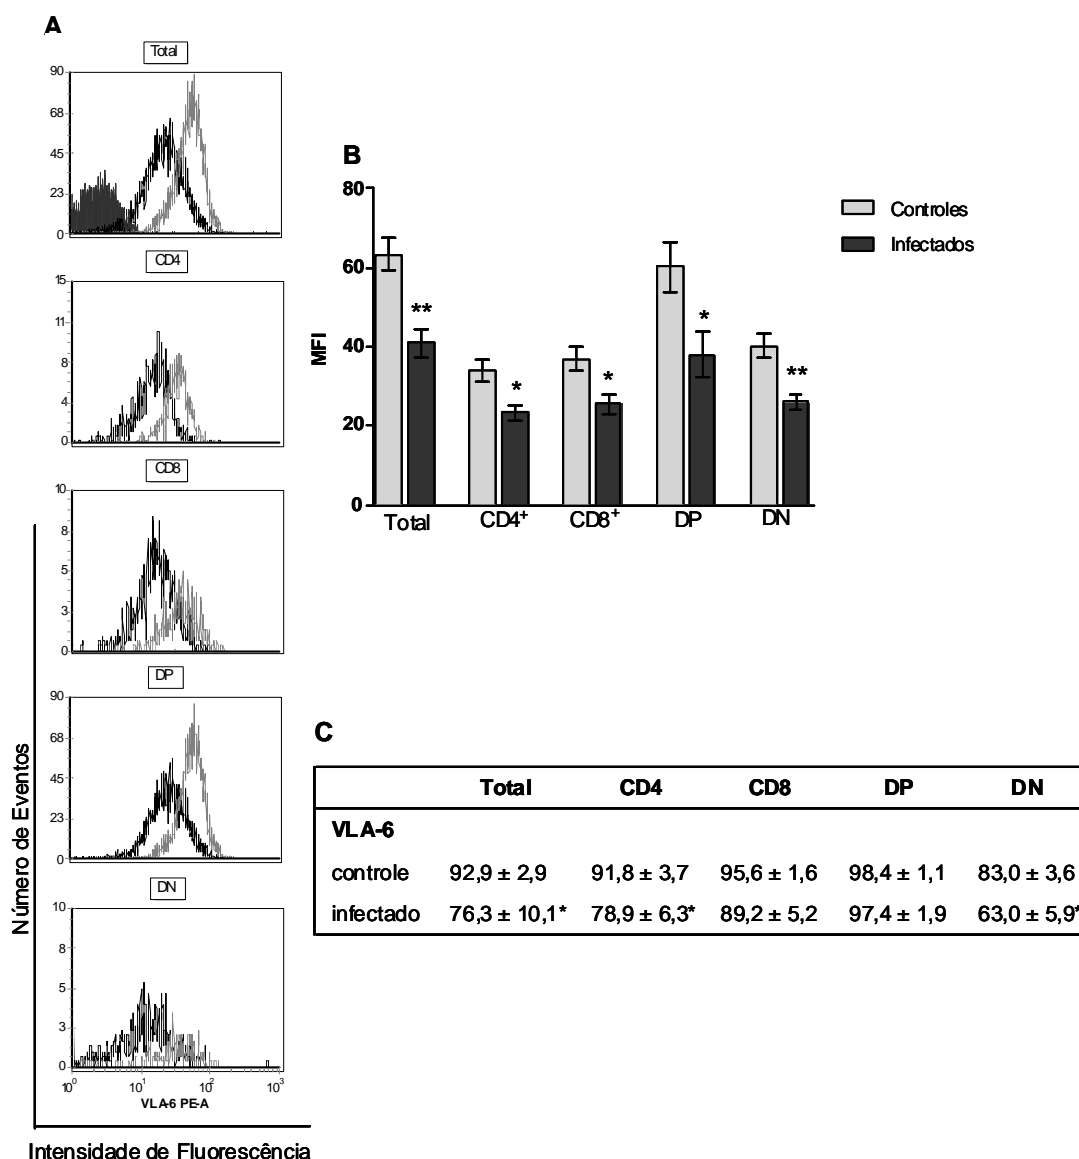 A
Total
90
68
45
23
0
CD4
15
11
8
4
0
CD8
10
8
5
3
0
DP
90
68
45
23
0
DN
10
8
5
3
0
10⁰ 10¹ 10² 10³
VLA-6 PE-A
Número de Eventos
Intensidade de Fluorescência
B
80
60
40
20
0
MFI
** * * * **
Total CD4⁺ CD8⁺ DP DN
Controles
Infectados
C
Total CD4 CD8 DP DN
VLA-6
controle 92,9 ± 2,9 91,8 ± 3,7 95,6 ± 1,6 98,4 ± 1,1 83,0 ± 3,6
infectado 76,3 ± 10,1* 78,9 ± 6,3* 89,2 ± 5,2 97,4 ± 1,9 63,0 ± 5,9*